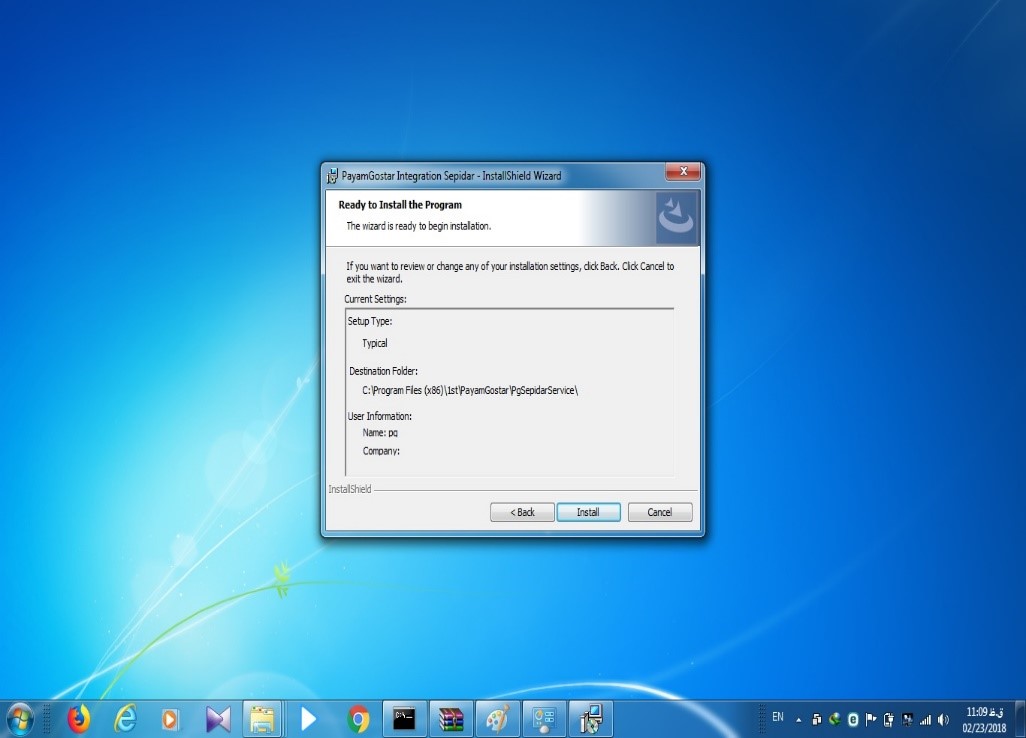 PayamGostar Integration Sepidar - InstallShield Wizard
Ready to Install the Program
The wizard is ready to begin installation.
If you want to review or change any of your installation settings, click Back. Click Cancel to
exit the wizard.
Current Settings:
Setup Type:
Typical
Destination Folder:
C:\Program Files (x86)\1st\PayamGostar\PgSepidarService\
User Information:
Name: pg
Company:
InstallShield
< Back
Install
Cancel
EN
11:09 ق.ظ
02/23/2018